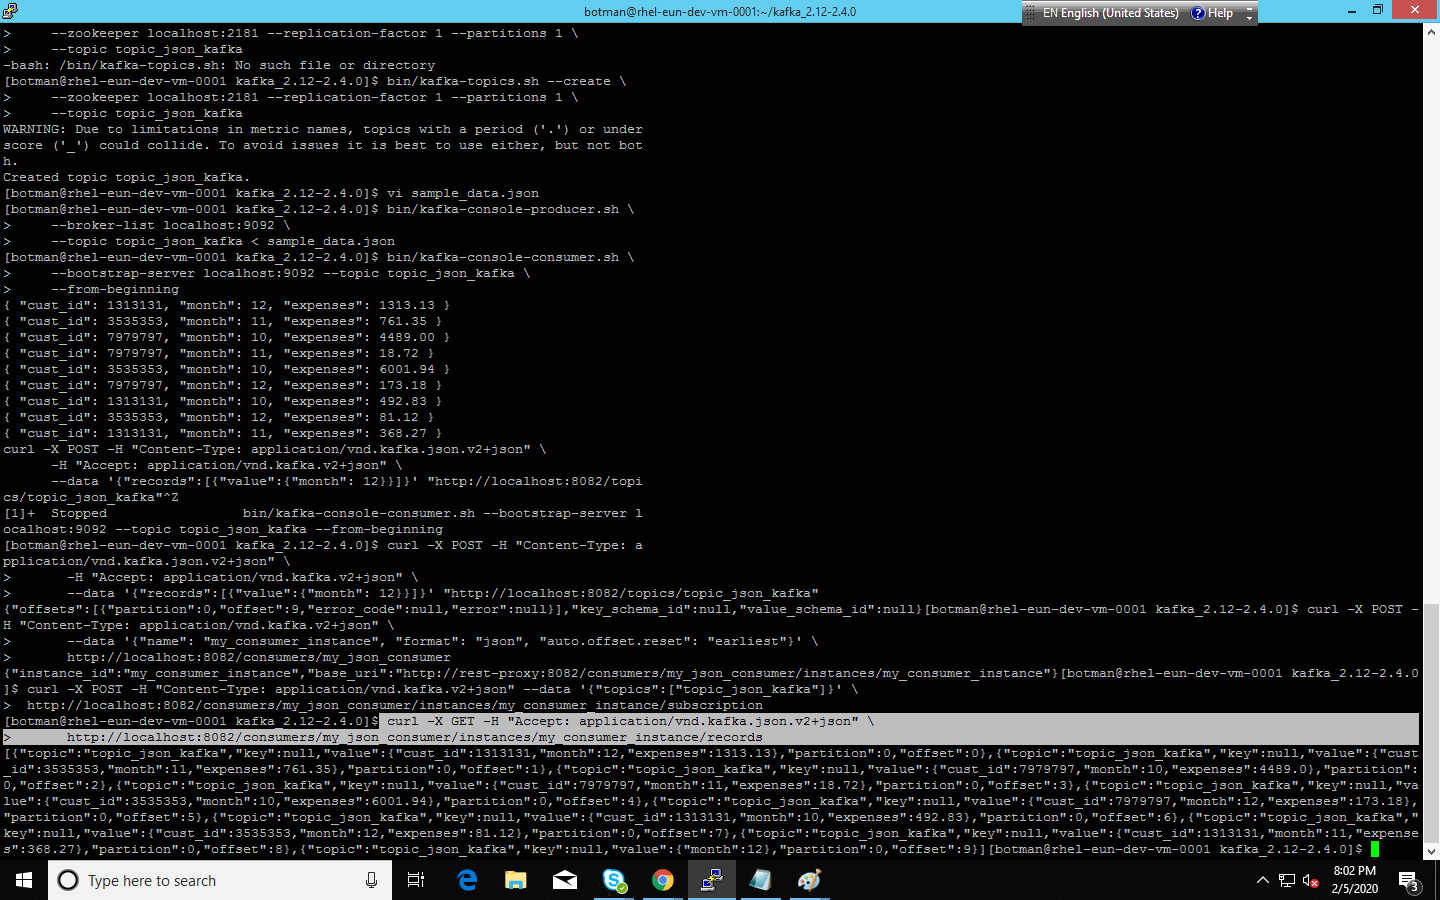 botman@rhel-eun-dev-vm-0001:~/kafka_2.12-2.4.0
EN English (United States) ? Help
>     --zookeeper localhost:2181 --replication-factor 1 --partitions 1 \
>     --topic topic_json_kafka
-bash: /bin/kafka-topics.sh: No such file or directory
[botman@rhel-eun-dev-vm-0001 kafka_2.12-2.4.0]$ bin/kafka-topics.sh --create \
>     --zookeeper localhost:2181 --replication-factor 1 --partitions 1 \
>     --topic topic_json_kafka
WARNING: Due to limitations in metric names, topics with a period ('.') or under
score ('_') could collide. To avoid issues it is best to use either, but not bot
h.
Created topic topic_json_kafka.
[botman@rhel-eun-dev-vm-0001 kafka_2.12-2.4.0]$ vi sample_data.json
[botman@rhel-eun-dev-vm-0001 kafka_2.12-2.4.0]$ bin/kafka-console-producer.sh \
>     --broker-list localhost:9092 \
>     --topic topic_json_kafka < sample_data.json
[botman@rhel-eun-dev-vm-0001 kafka_2.12-2.4.0]$ bin/kafka-console-consumer.sh \
>     --bootstrap-server localhost:9092 --topic topic_json_kafka \
>     --from-beginning
{ "cust_id": 1313131, "month": 12, "expenses": 1313.13 }
{ "cust_id": 3535353, "month": 11, "expenses": 761.35 }
{ "cust_id": 7979797, "month": 10, "expenses": 4489.00 }
{ "cust_id": 7979797, "month": 11, "expenses": 18.72 }
{ "cust_id": 3535353, "month": 10, "expenses": 6001.94 }
{ "cust_id": 7979797, "month": 12, "expenses": 173.18 }
{ "cust_id": 1313131, "month": 10, "expenses": 492.83 }
{ "cust_id": 3535353, "month": 12, "expenses": 81.12 }
{ "cust_id": 1313131, "month": 11, "expenses": 368.27 }
curl -X POST -H "Content-Type: application/vnd.kafka.json.v2+json" \
      -H "Accept: application/vnd.kafka.v2+json" \
      --data '{"records":[{"value":{"month": 12}}]}' "http://localhost:8082/topi
cs/topic_json_kafka"^Z
[1]+  Stopped                 bin/kafka-console-consumer.sh --bootstrap-server l
ocalhost:9092 --topic topic_json_kafka --from-beginning
[botman@rhel-eun-dev-vm-0001 kafka_2.12-2.4.0]$ curl -X POST -H "Content-Type: a
pplication/vnd.kafka.json.v2+json" \
>       -H "Accept: application/vnd.kafka.v2+json" \
>       --data '{"records":[{"value":{"month": 12}}]}' "http://localhost:8082/topics/topic_json_kafka"
{"offsets":[{"partition":0,"offset":9,"error_code":null,"error":null}],"key_schema_id":null,"value_schema_id":null}[botman@rhel-eun-dev-vm-0001 kafka_2.12-2.4.0]$ curl -X POST -
H "Content-Type: application/vnd.kafka.v2+json" \
>       --data '{"name": "my_consumer_instance", "format": "json", "auto.offset.reset": "earliest"}' \
>       http://localhost:8082/consumers/my_json_consumer
{"instance_id":"my_consumer_instance","base_uri":"http://rest-proxy:8082/consumers/my_json_consumer/instances/my_consumer_instance"}[botman@rhel-eun-dev-vm-0001 kafka_2.12-2.4.0
]$ curl -X POST -H "Content-Type: application/vnd.kafka.v2+json" --data '{"topics":["topic_json_kafka"]}' \
>  http://localhost:8082/consumers/my_json_consumer/instances/my_consumer_instance/subscription
[botman@rhel-eun-dev-vm-0001 kafka_2.12-2.4.0]$ curl -X GET -H "Accept: application/vnd.kafka.json.v2+json" \
>       http://localhost:8082/consumers/my_json_consumer/instances/my_consumer_instance/records
[{"topic":"topic_json_kafka","key":null,"value":{"cust_id":1313131,"month":12,"expenses":1313.13},"partition":0,"offset":0},{"topic":"topic_json_kafka","key":null,"value":{"cust
_id":3535353,"month":11,"expenses":761.35},"partition":0,"offset":1},{"topic":"topic_json_kafka","key":null,"value":{"cust_id":7979797,"month":10,"expenses":4489.0},"partition":
0,"offset":2},{"topic":"topic_json_kafka","key":null,"value":{"cust_id":7979797,"month":11,"expenses":18.72},"partition":0,"offset":3},{"topic":"topic_json_kafka","key":null,"va
lue":{"cust_id":3535353,"month":10,"expenses":6001.94},"partition":0,"offset":4},{"topic":"topic_json_kafka","key":null,"value":{"cust_id":7979797,"month":12,"expenses":173.18},
"partition":0,"offset":5},{"topic":"topic_json_kafka","key":null,"value":{"cust_id":1313131,"month":10,"expenses":492.83},"partition":0,"offset":6},{"topic":"topic_json_kafka","
key":null,"value":{"cust_id":3535353,"month":12,"expenses":81.12},"partition":0,"offset":7},{"topic":"topic_json_kafka","key":null,"value":{"cust_id":1313131,"month":11,"expense
s":368.27},"partition":0,"offset":8},{"topic":"topic_json_kafka","key":null,"value":{"month":12},"partition":0,"offset":9}][botman@rhel-eun-dev-vm-0001 kafka_2.12-2.4.0]$
Type here to search
8:02 PM
2/5/2020
3